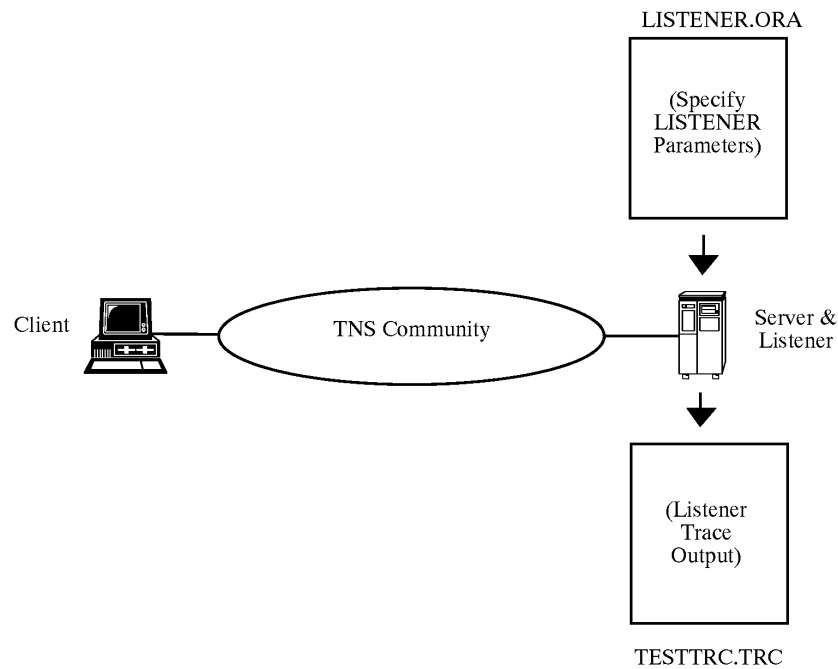 LISTENER.ORA
(Specify
LISTENER
Parameters)
Client
TNS Community
Server &
Listener
(Listener
Trace
Output)
TESTTRC.TRC